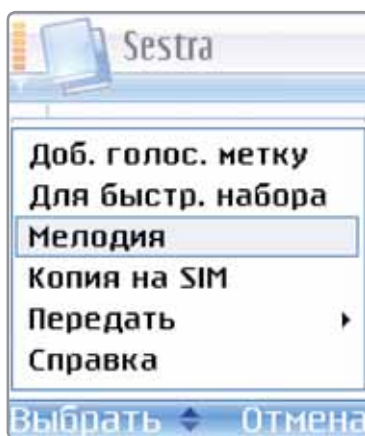 Sestra
Доб. голос. метку
Для быстр. набора
Мелодия
Копия на SIM
Передать
Справка
Выбрать Отмена